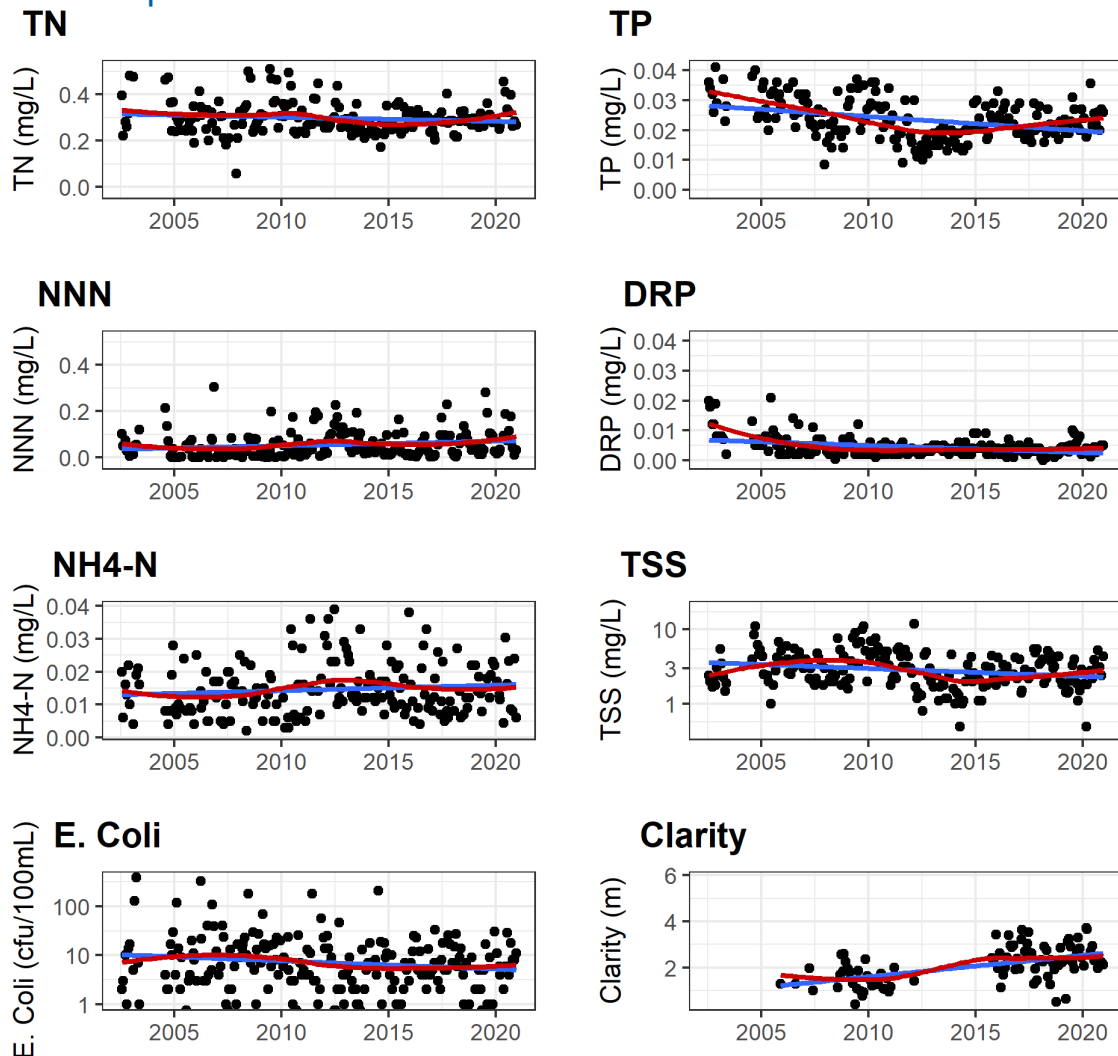 TN
TN (mg/L)
0.4
0.2
0.0
2005 2010 2015 2020
TP
TP (mg/L)
0.04
0.03
0.02
0.01
0.00
2005 2010 2015 2020
NNN
NNN (mg/L)
0.4
0.2
0.0
2005 2010 2015 2020
DRP
DRP (mg/L)
0.04
0.03
0.02
0.01
0.00
2005 2010 2015 2020
NH4-N
NH4-N (mg/L)
0.04
0.03
0.02
0.01
0.00
2005 2010 2015 2020
TSS
TSS (mg/L)
10
3
1
2005 2010 2015 2020
E. Coli
E. Coli (cfu/100mL)
100
10
1
2005 2010 2015 2020
Clarity
Clarity (m)
6
4
2
2005 2010 2015 2020